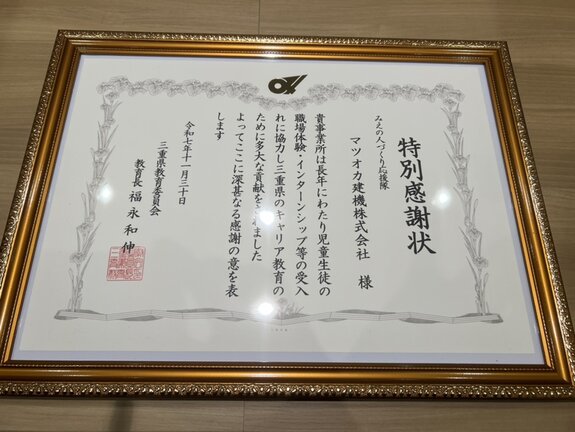 特別感謝状
みえの人づくり応援隊
マツオカ建機株式会社 様
貴事業所は長年にわたり児童生徒の
職場体験・インターンシップ等の受入
れに協力し三重県のキャリア教育の
ために多大な貢献をされました
よってここに深甚なる感謝の意を表
します
令和七年十一月三十日
三重県教育委員会
教育長 福永和伸